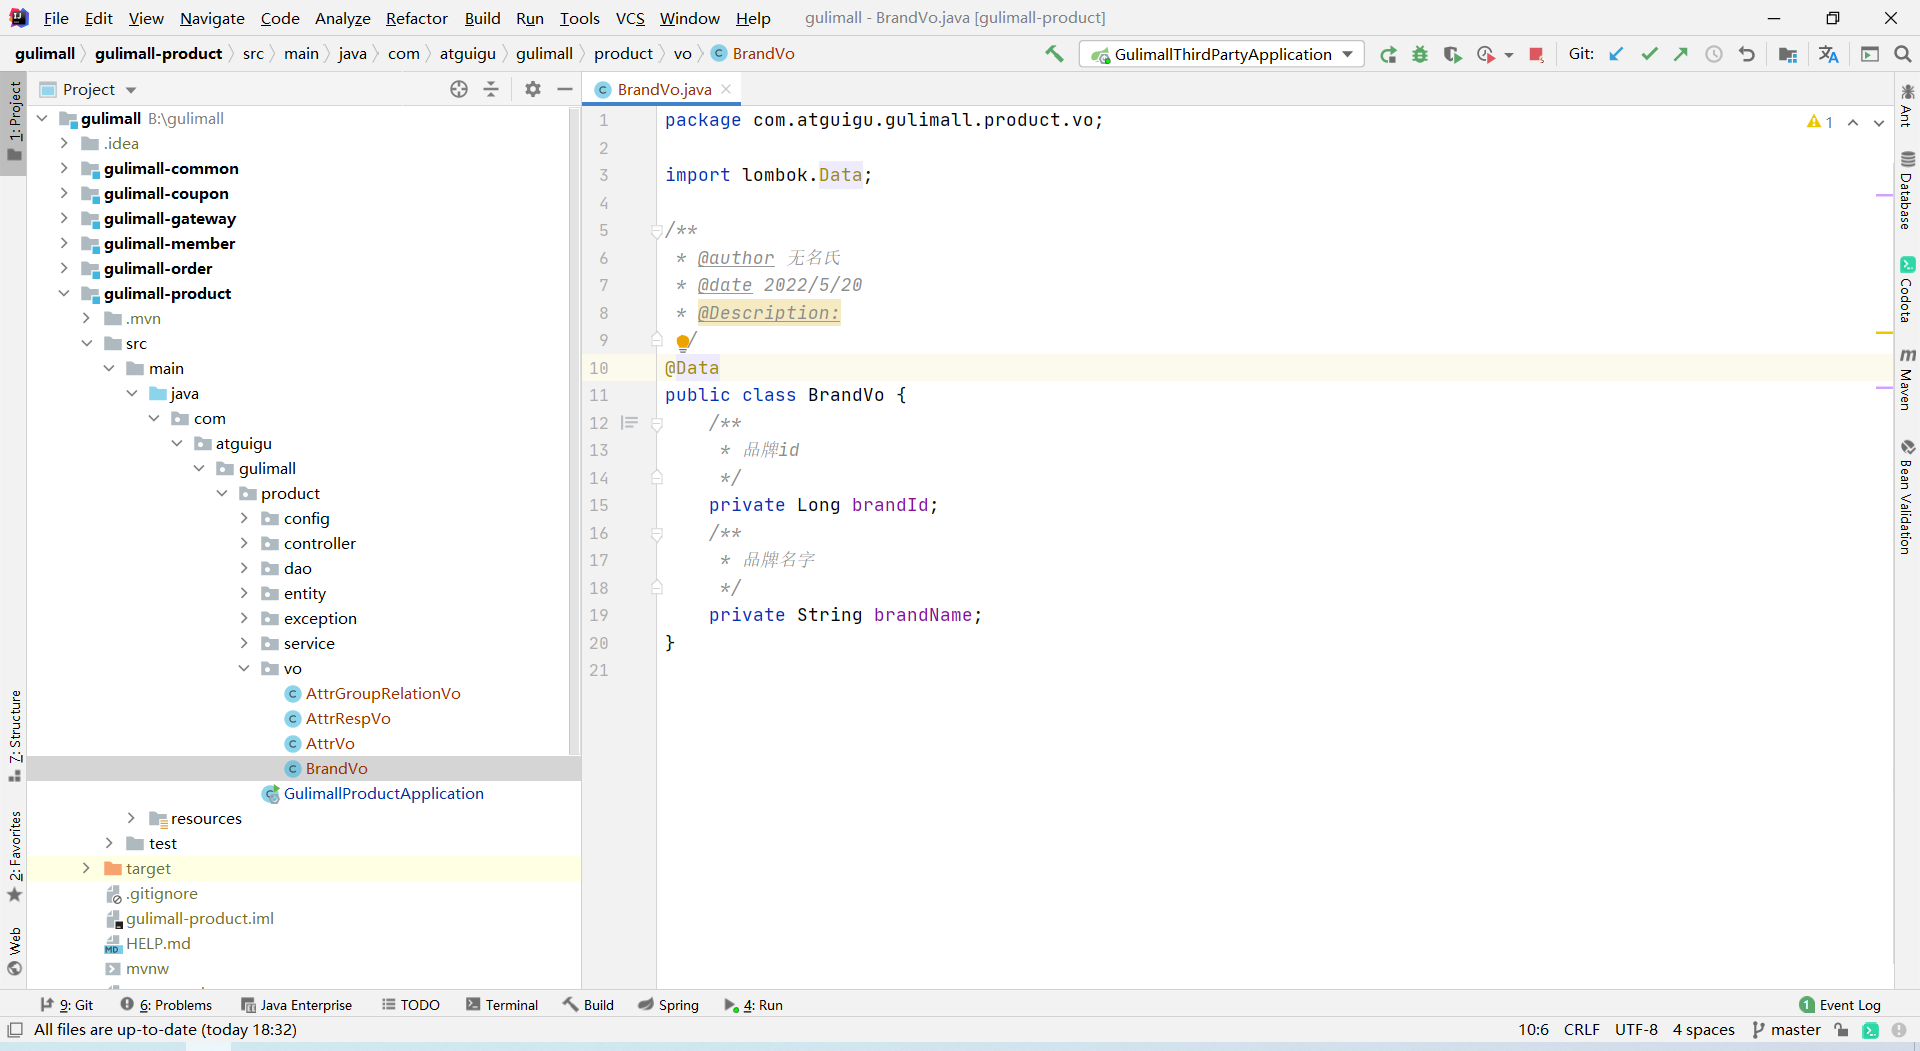 File Edit View Navigate Code Analyze Refactor Build Run Tools VCS Window Help gulimall - BrandVo.java [gulimall-product]
gulimall gulimall-product src main java com atguigu gulimall product vo BrandVo GulimallThirdPartyApplication Git:
Project
BrandVo.java
1: Project
7: Structure
2: Favorites
Web
gulimall B:\gulimall
.idea
gulimall-common
gulimall-coupon
gulimall-gateway
gulimall-member
gulimall-order
gulimall-product
.mvn
src
main
java
com
atguigu
gulimall
product
config
controller
dao
entity
exception
service
vo
AttrGroupRelationVo
AttrRespVo
AttrVo
BrandVo
GulimallProductApplication
resources
test
target
.gitignore
gulimall-product.iml
HELP.md
mvnw
1 package com.atguigu.gulimall.product.vo;
2
3 import lombok.Data;
4
5 /**
6 * @author 无名氏
7 * @date 2022/5/20
8 * @Description:
9 */
10 @Data
11 public class BrandVo {
12 /**
13 * 品牌id
14 */
15 private Long brandId;
16 /**
17 * 品牌名字
18 */
19 private String brandName;
20 }
21
1
Ant
Database
Codota
Maven
Bean Validation
9: Git 6: Problems Java Enterprise TODO Terminal Build Spring 4: Run 1 Event Log
All files are up-to-date (today 18:32) 10:6 CRLF UTF-8 4 spaces master